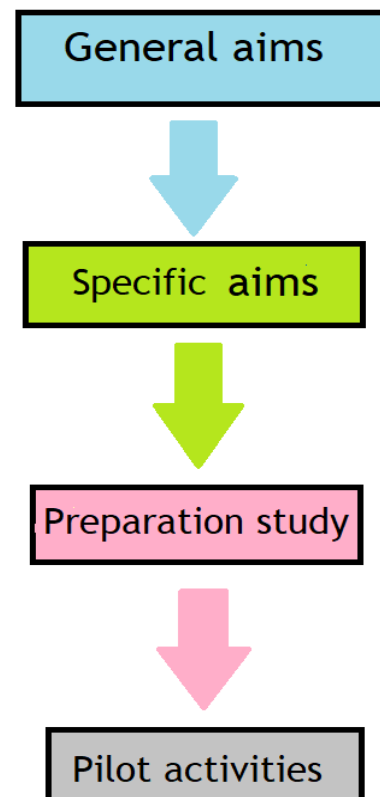 General aims
Specific aims
Preparation study
Pilot activities